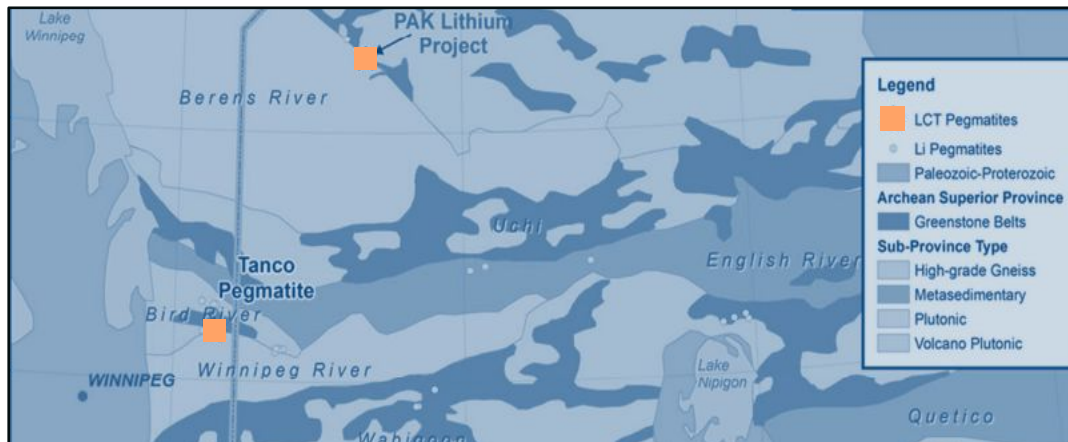 Lake
Winnipeg
PAK Lithium
Project
Berens River
Legend
LCT Pegmatites
Li Pegmatites
Paleozoic-Proterozoic
Archean Superior Province
Greenstone Belts
Sub-Province Type
High-grade Gneiss
Metasedimentary
Plutonic
Volcano Plutonic
Uchi
English River
Tanco
Pegmatite
Bird River
Winnipeg River
WINNIPEG
Lake
Nipigon
Quetico
Wabigoon